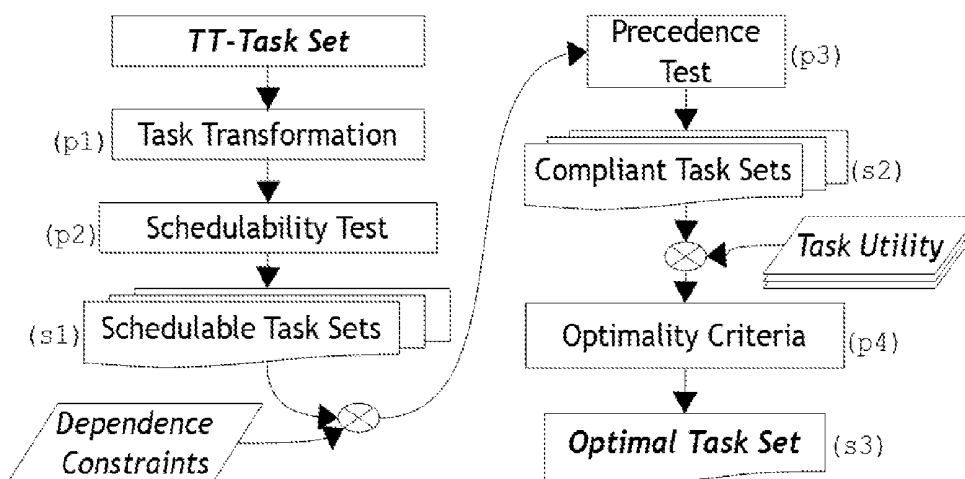 TT-Task Set
(p1)
Task Transformation
(p2)
Schedulability Test
(s1)
Schedulable Task Sets
Dependence
Constraints
Precedence
Test
(p3)
Compliant Task Sets
(s2)
Task Utility
Optimality Criteria
(p4)
Optimal Task Set
(s3)